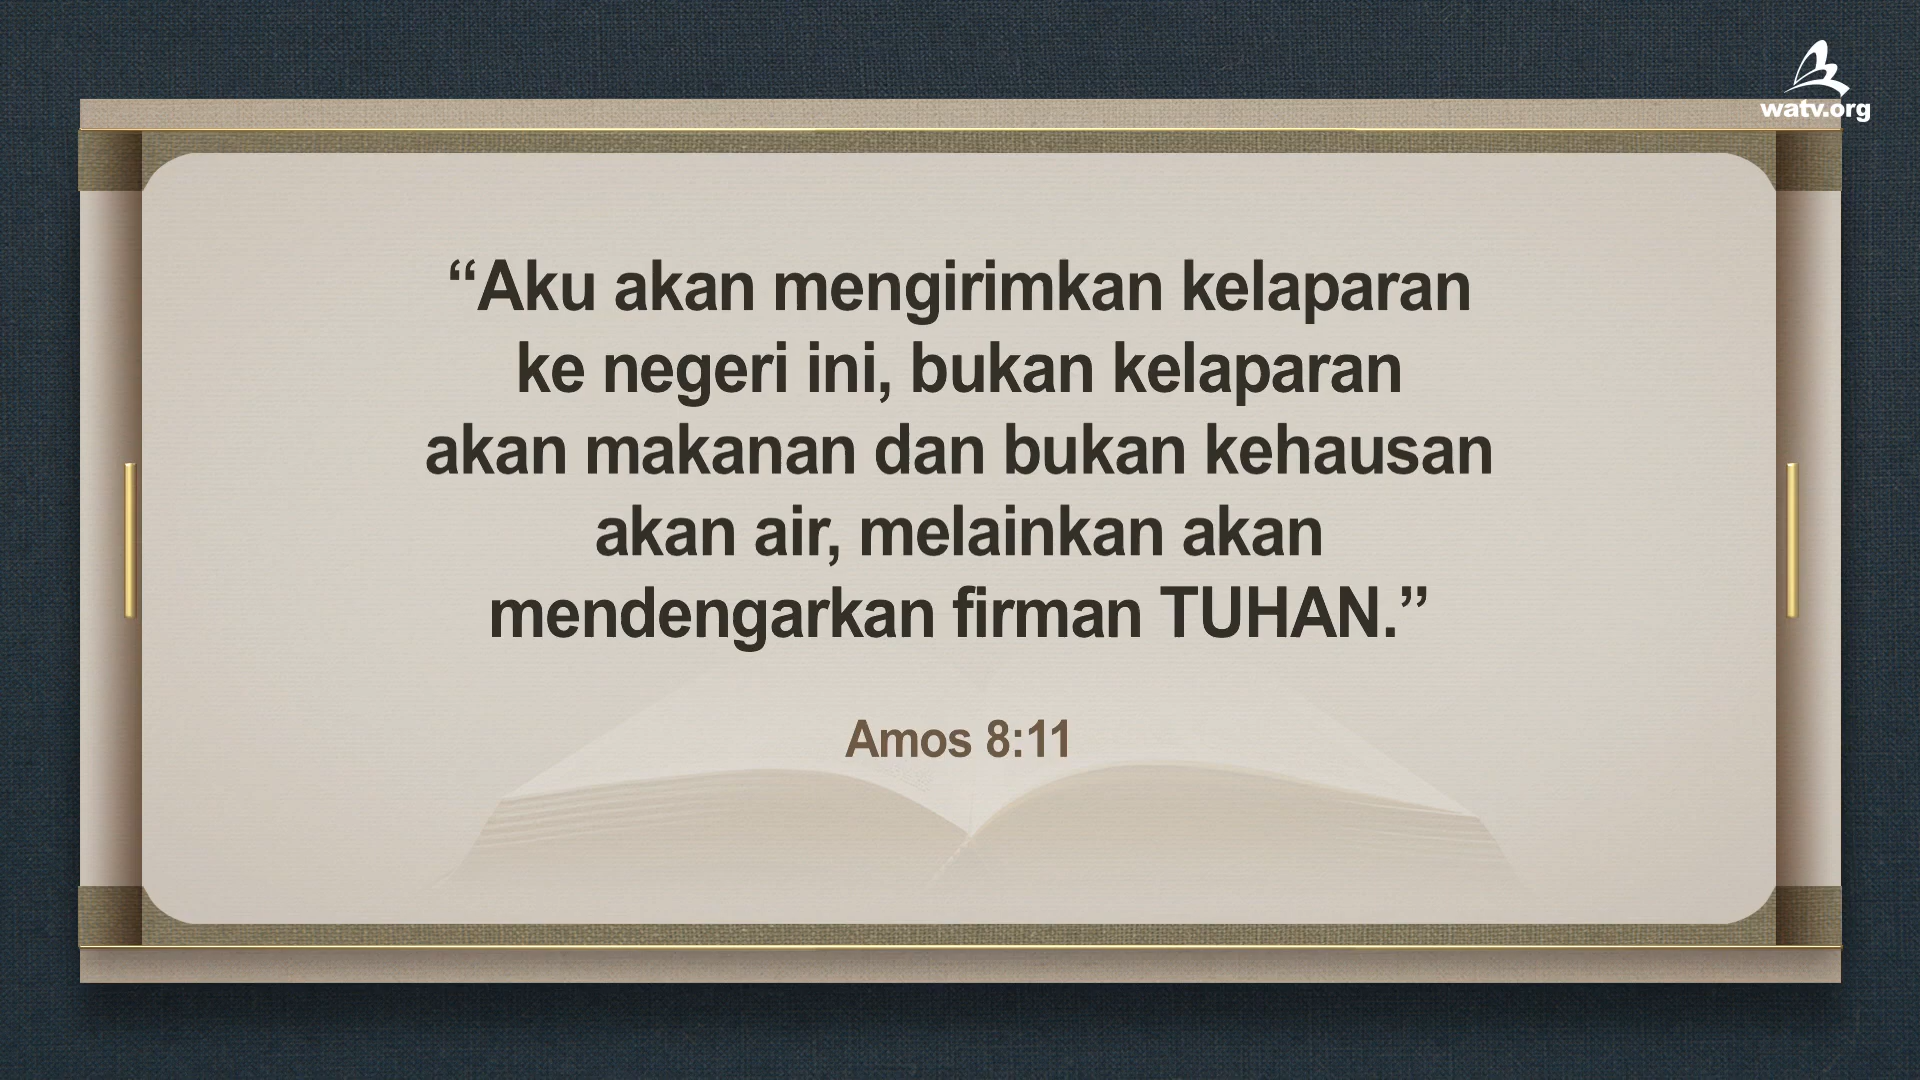 watv.org
“Aku akan mengirimkan kelaparan
ke negeri ini, bukan kelaparan
akan makanan dan bukan kehausan
akan air, melainkan akan
mendengarkan firman TUHAN.”
Amos 8:11